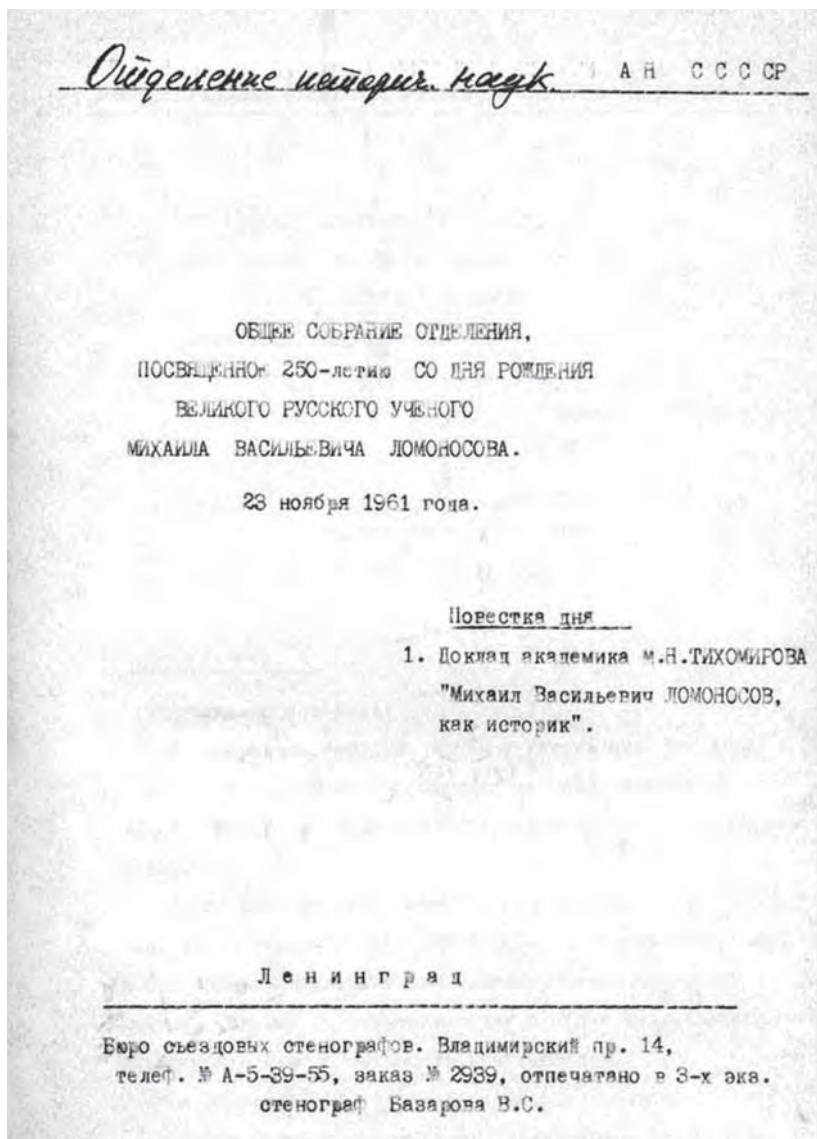 Отделение историч. наук. АН СССР
ОБЩЕЕ СОБРАНИЕ ОТДЕЛЕНИЯ,
ПОСВЯЩЕННОЕ 250-летию СО ДНЯ РОЖДЕНИЯ
ВЕЛИКОГО РУССКОГО УЧЕНОГО
МИХАИЛА ВАСИЛЬЕВИЧА ЛОМОНОСОВА.
23 ноября 1961 года.
Повестка дня
1. Доклад академика М.Н.ТИХОМИРОВА
"Михаил Васильевич ЛОМОНОСОВ,
как историк".
Ленинград
Бюро съездовых стенографов. Владимирский пр. 14,
телеф. № А-5-39-55, заказ № 2939, отпечатано в 3-х экз.
стенограф Базарова В.С.